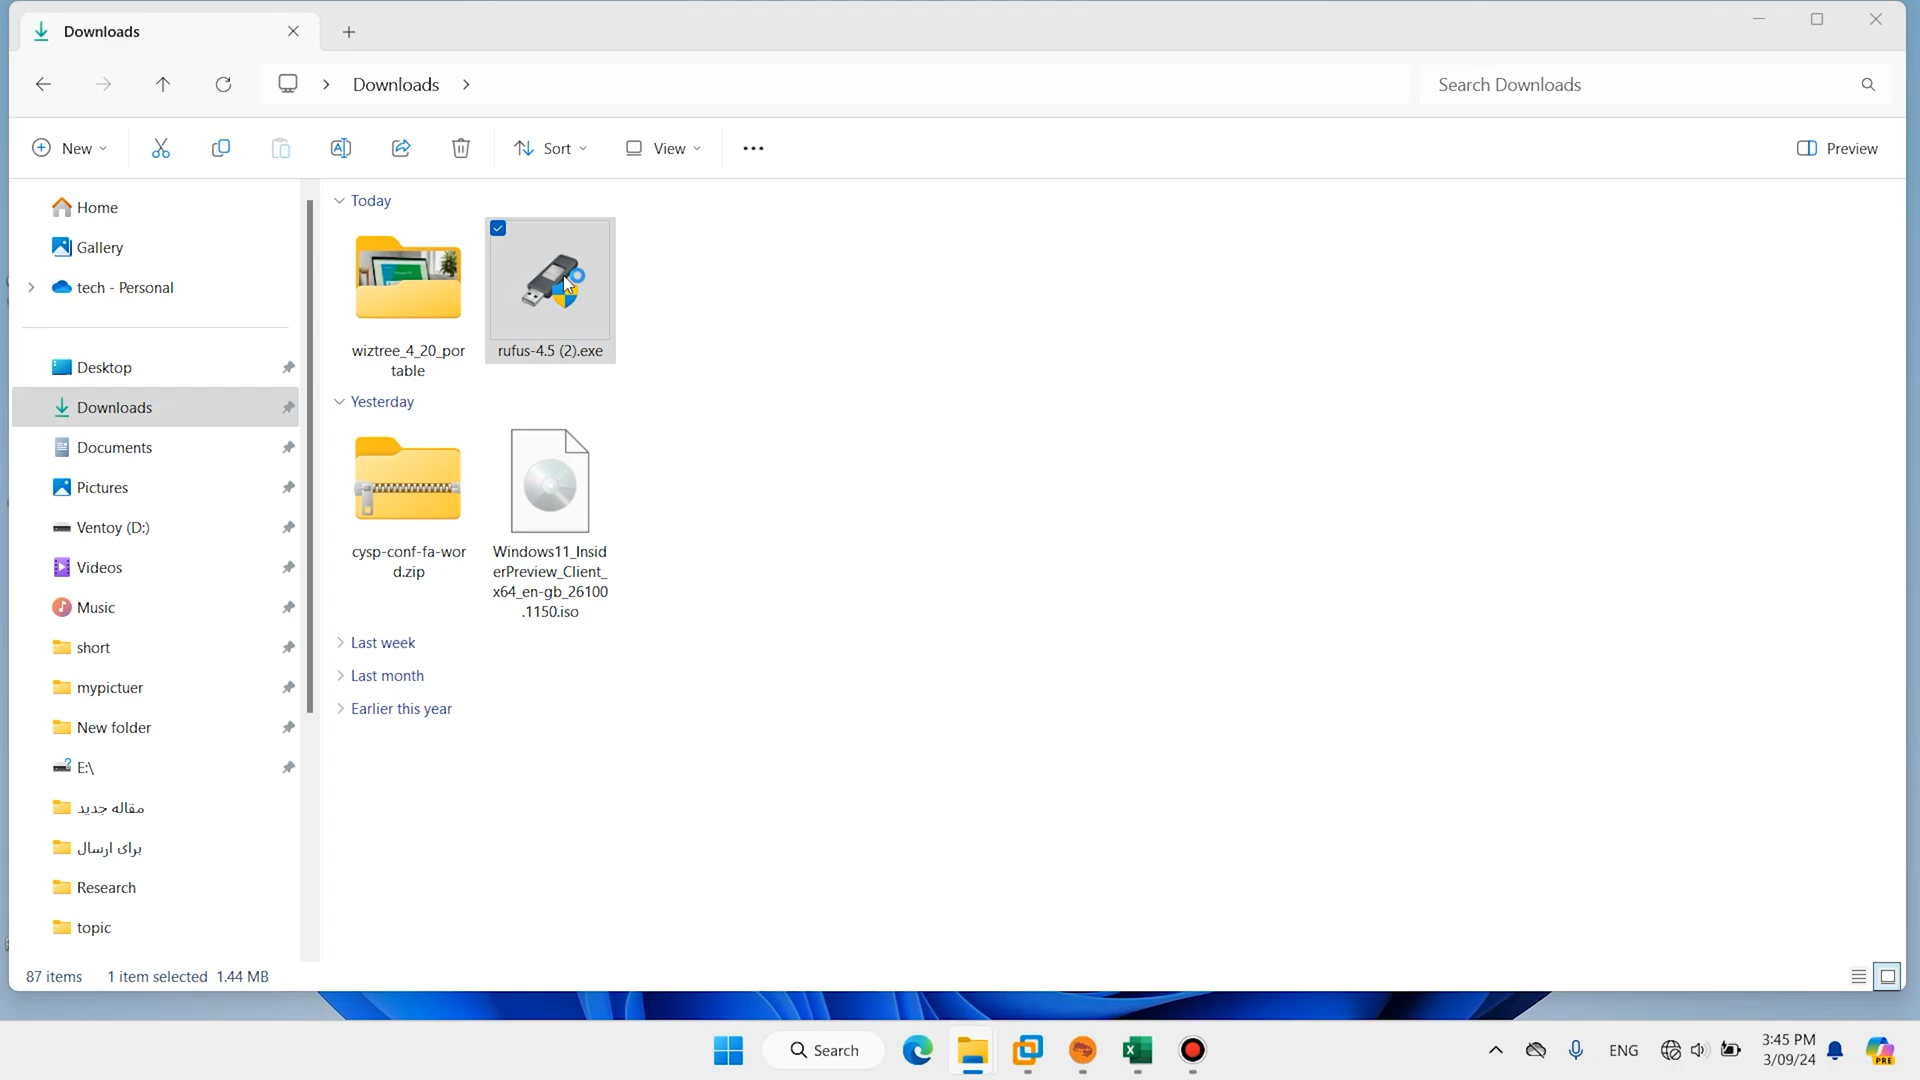 Downloads
Downloads
Search Downloads
New
Sort
View
Preview
Home
Gallery
tech - Personal
Desktop
Downloads
Documents
Pictures
Ventoy (D:)
Videos
Music
short
mypictuer
New folder
E:\
مقاله جدید
برای ارسال
Research
topic
Today
wiztree_4_20_por
table
rufus-4.5 (2).exe
Yesterday
cysp-conf-fa-wor
d.zip
Windows11_Insid
erPreview_Client_
x64_en-gb_26100
.1150.iso
Last week
Last month
Earlier this year
87 items
1 item selected 1.44 MB
Search
ENG
3:45 PM
3/09/24
PRE